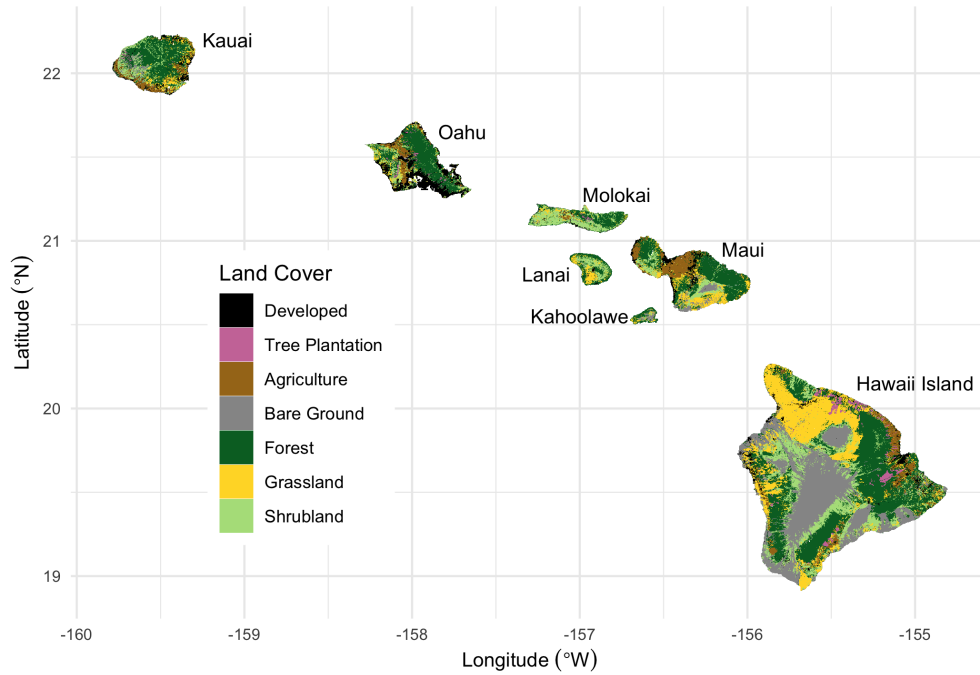 Kauai
22
Oahu
Molokai
21
Maui
Lanai
Land Cover
Developed
Kahoolawe
Tree Plantation
Agriculture
Hawaii Island
20
Bare Ground
Forest
Grassland
Shrubland
19
Latitude (°N)
-160
-159
-158
-157
-156
-155
Longitude (°W)